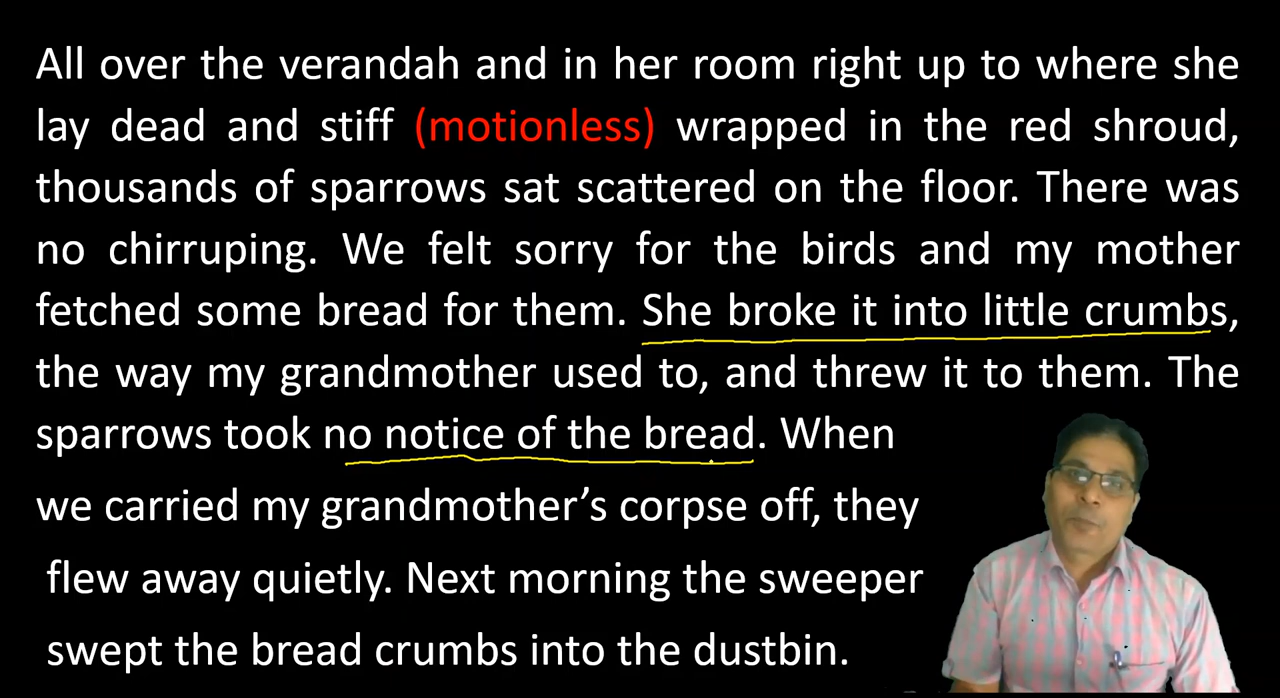 All over the verandah and in her room right up to where she
lay dead and stiff (motionless) wrapped in the red shroud,
thousands of sparrows sat scattered on the floor. There was
no chirruping. We felt sorry for the birds and my mother
fetched some bread for them. She broke it into little crumbs,
the way my grandmother used to, and threw it to them. The
sparrows took no notice of the bread. When
we carried my grandmother’s corpse off, they
flew away quietly. Next morning the sweeper
swept the bread crumbs into the dustbin.